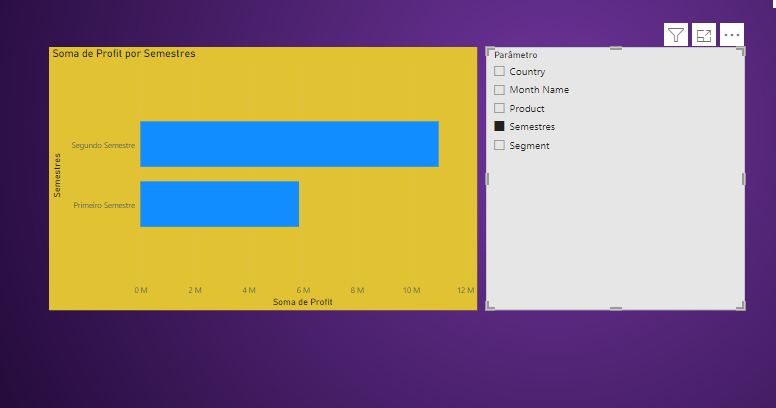 Soma de Profit por Semestres
Semestres
Segundo Semestre
Primeiro Semestre
0 M 2 M 4 M 6 M 8 M 10 M 12 M
Soma de Profit
Parâmetro
Country
Month Name
Product
Semestres
Segment